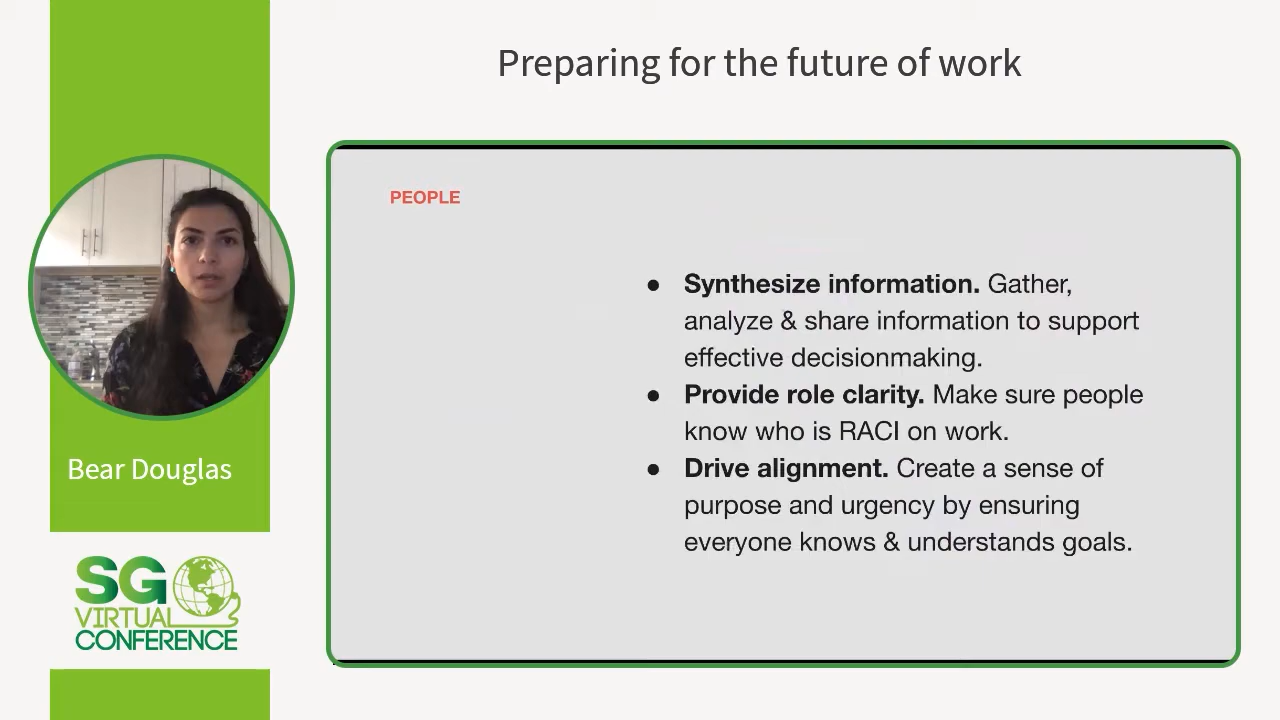 Preparing for the future of work
PEOPLE
● Synthesize information. Gather,
analyze & share information to support
effective decisionmaking.
● Provide role clarity. Make sure people
know who is RACI on work.
● Drive alignment. Create a sense of
purpose and urgency by ensuring
everyone knows & understands goals.
Bear Douglas
SG
VIRTUAL
CONFERENCE